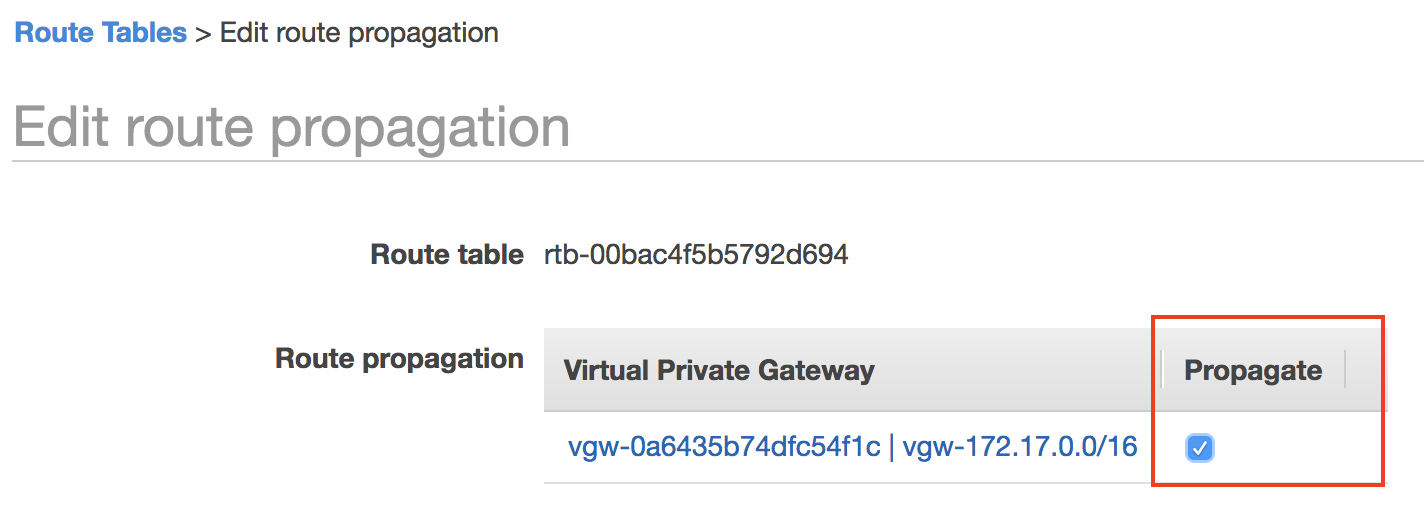 Route Tables > Edit route propagation
Edit route propagation
Route table rtb-00bac4f5b5792d694
Route propagation
Virtual Private Gateway Propagate
vgw-0a6435b74dfc54f1c | vgw-172.17.0.0/16